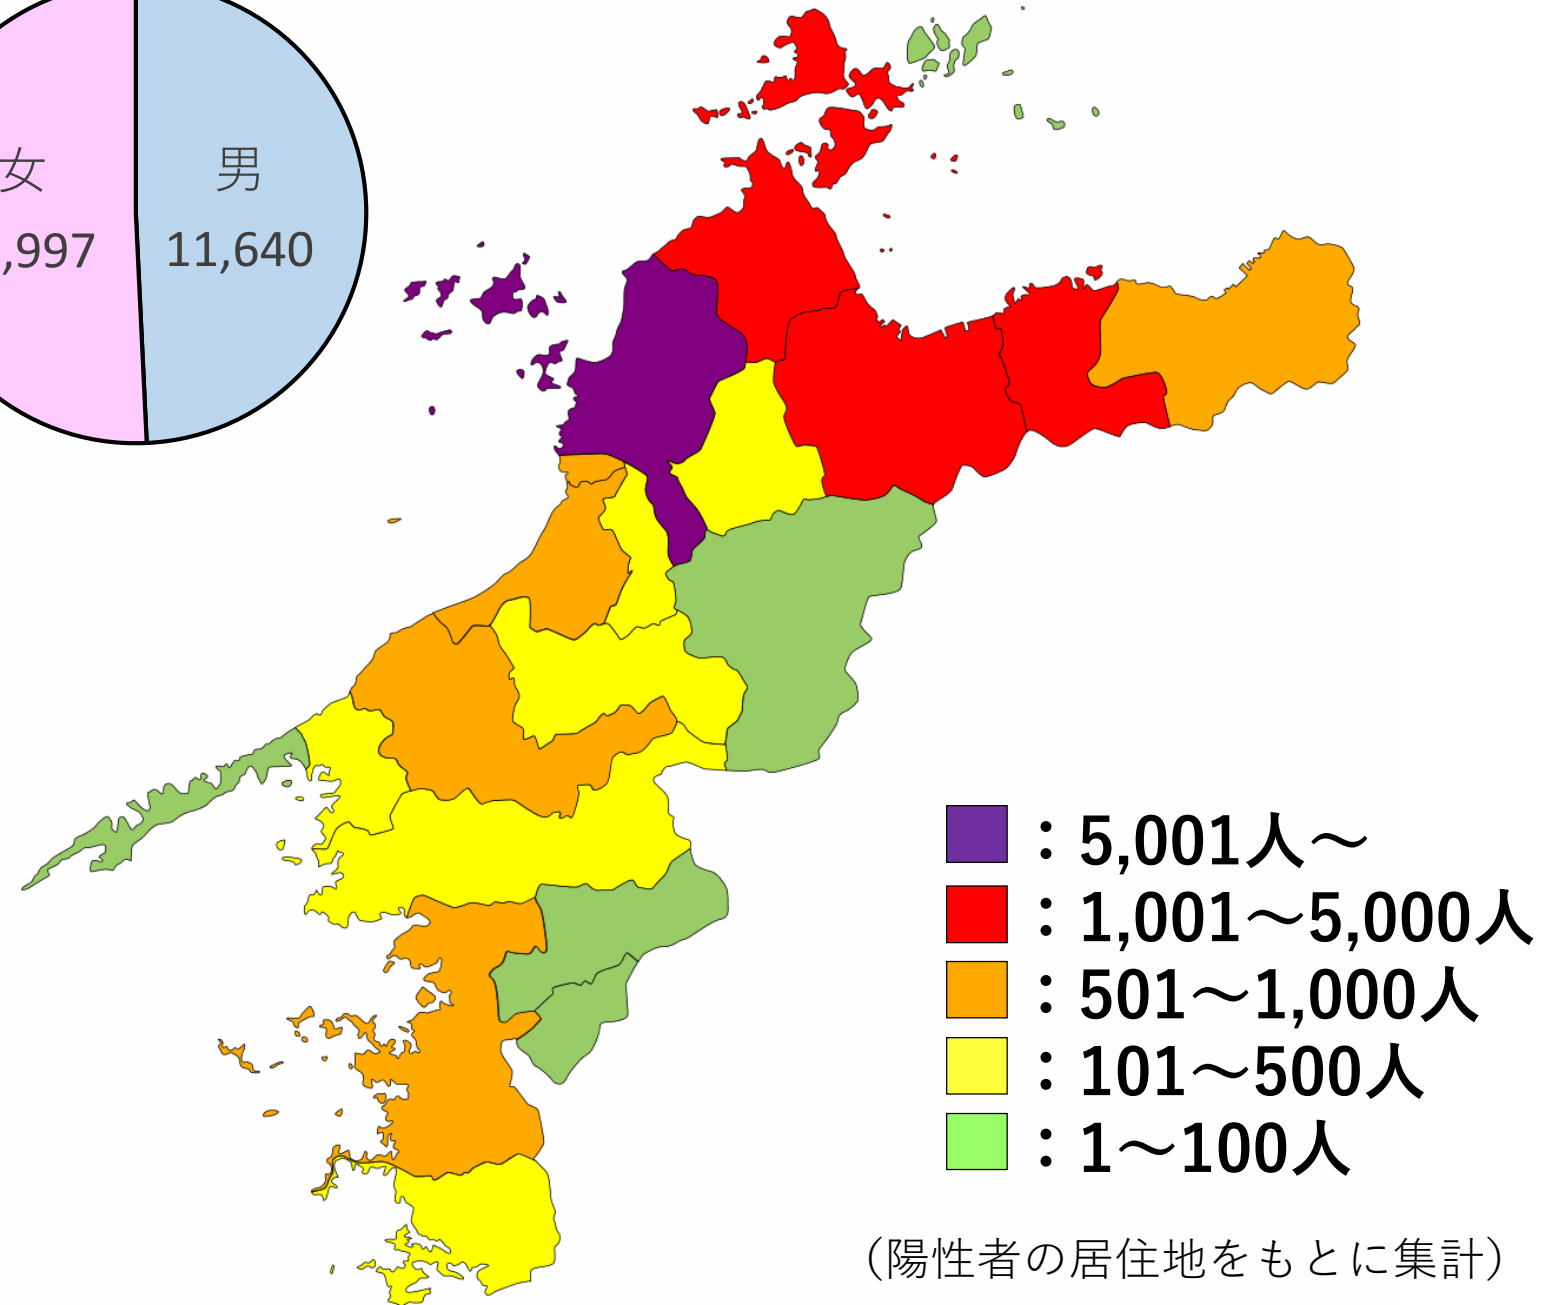 女
,997
男
11,640
：5,001人～
：1,001～5,000人
：501～1,000人
：101～500人
：1～100人
（陽性者の居住地をもとに集計）